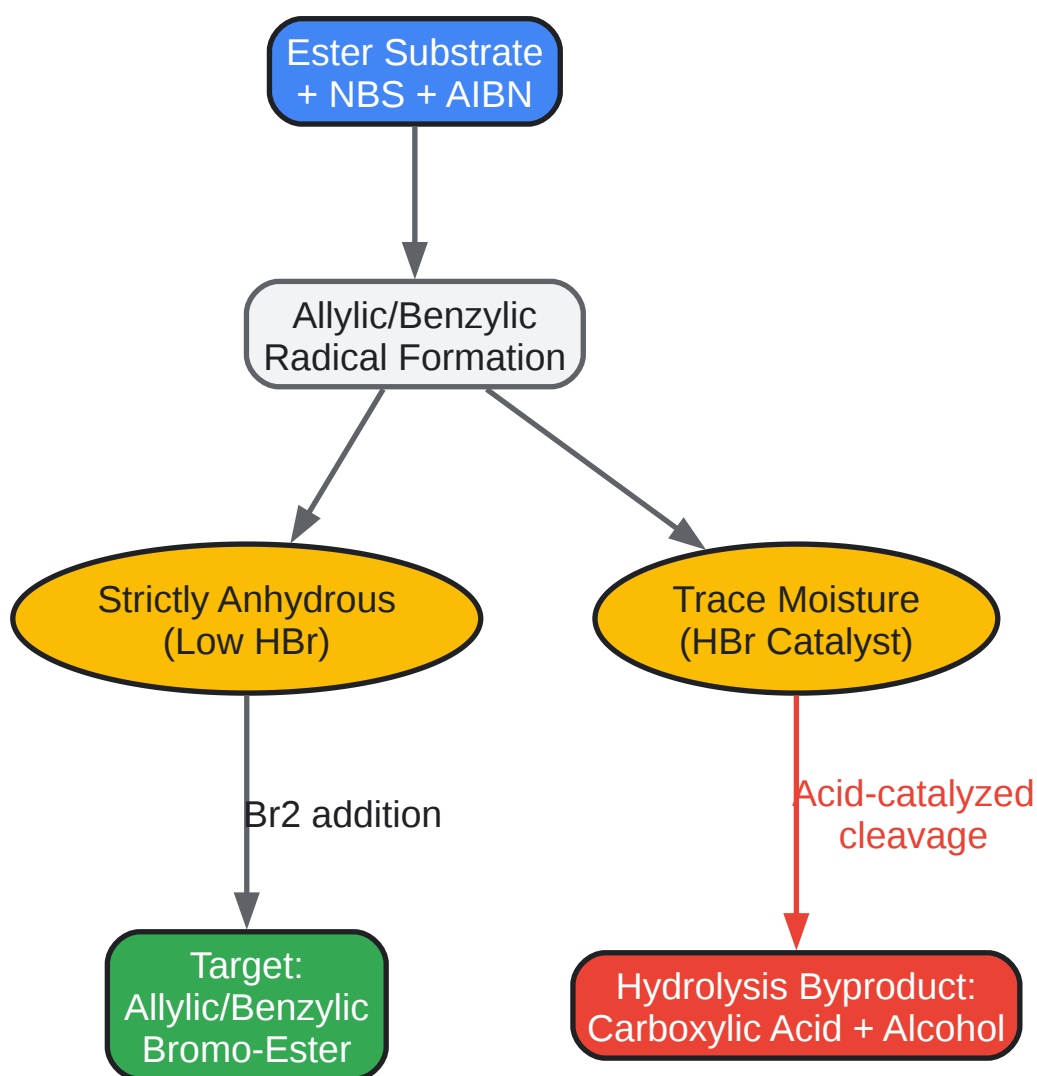 Ester Substrate
+ NBS + AIBN
Allylic/Benzylic
Radical Formation
Strictly Anhydrous
(Low HBr)
Trace Moisture
(HBr Catalyst)
Br2 addition
Acid-catalyzed
cleavage
Target:
Allylic/Benzylic
Bromo-Ester
Hydrolysis Byproduct:
Carboxylic Acid + Alcohol